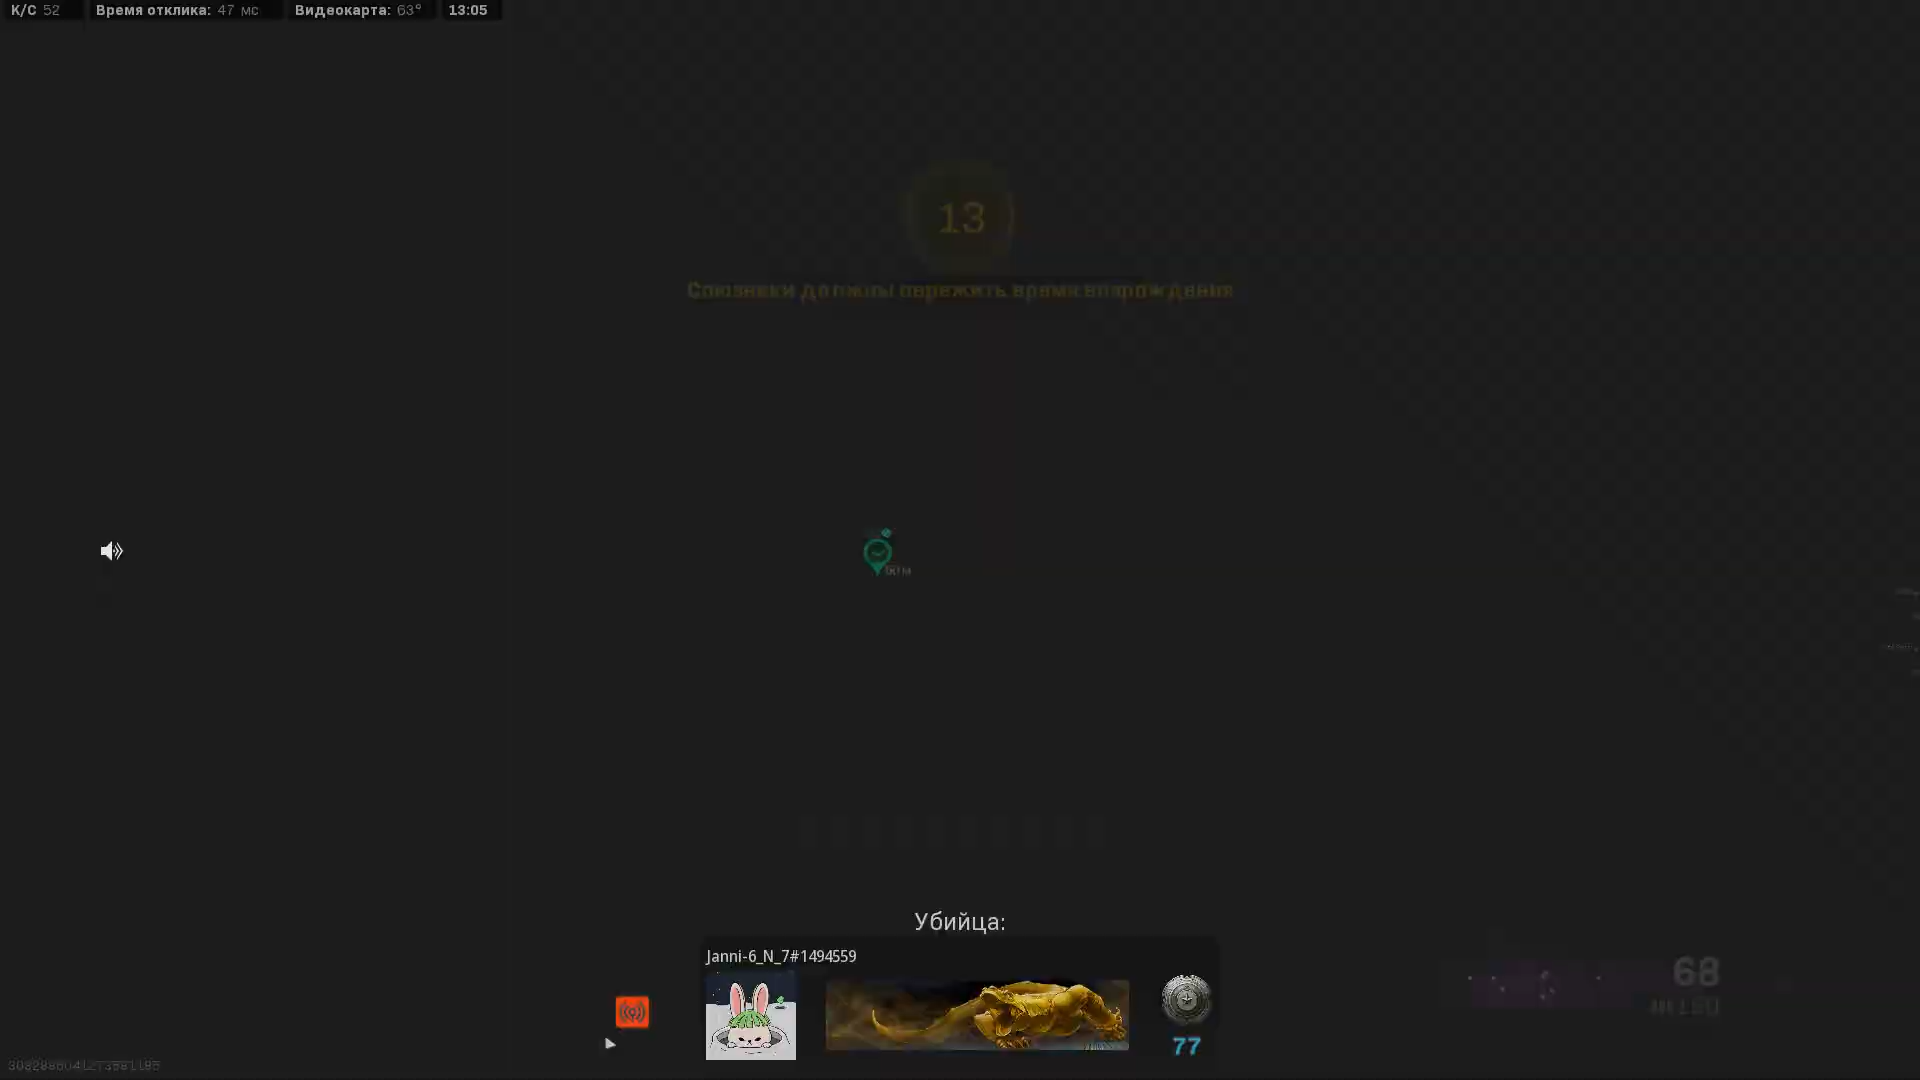 К/С 52 Время отклика: 47 мс Видеокарта: 63° 13:05
13
Союзники должны пережить время возрождения
Убийца:
Janni-6_N_7#1494559
77
68